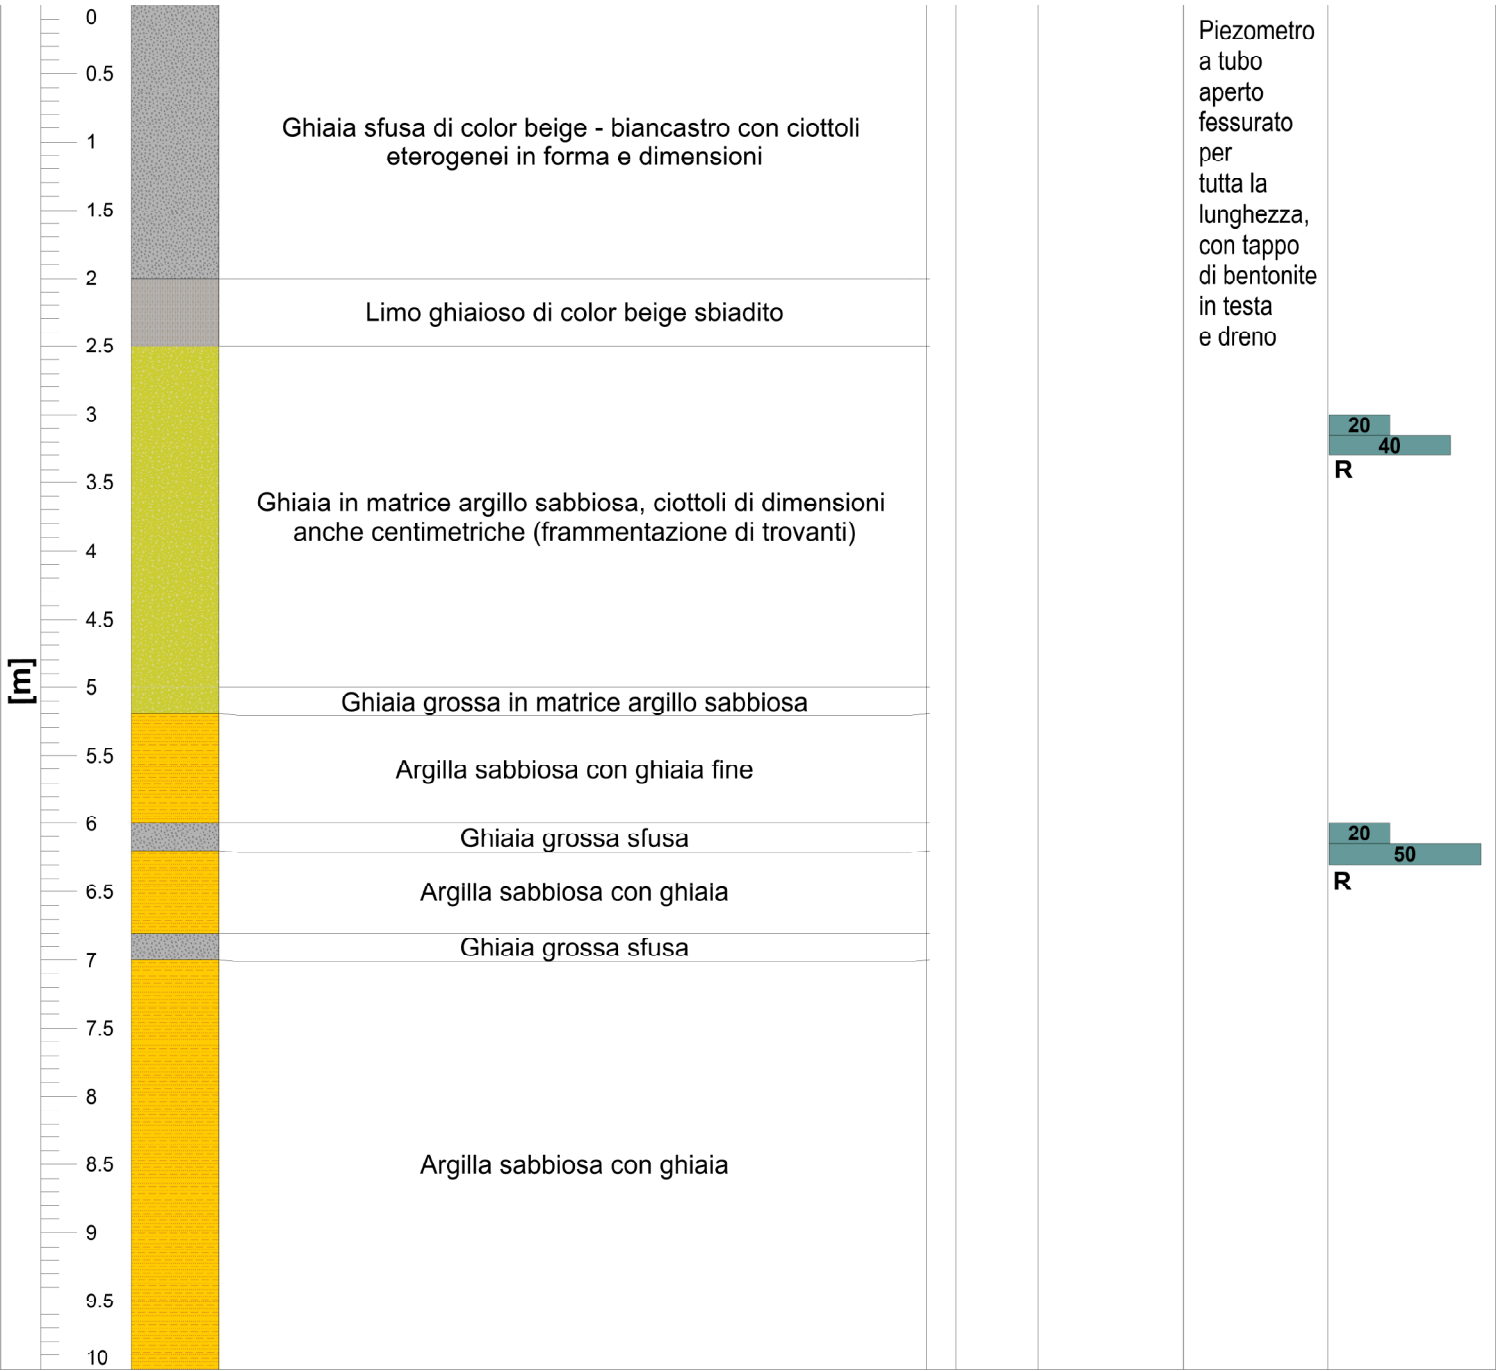 [m]
0
0.5
1
1.5
2
2.5
3
3.5
4
4.5
5
5.5
6
6.5
7
7.5
8
8.5
9
9.5
10
Ghiaia sfusa di color beige - biancastro con ciottoli
eterogenei in forma e dimensioni
Limo ghiaioso di color beige sbiadito
Ghiaia in matrice argillo sabbiosa, ciottoli di dimensioni
anche centimetriche (frammentazione di trovanti)
Ghiaia grossa in matrice argillo sabbiosa
Argilla sabbiosa con ghiaia fine
Ghiaia grossa sfusa
Argilla sabbiosa con ghiaia
Ghiaia grossa sfusa
Argilla sabbiosa con ghiaia
Piezometro
a tubo
aperto
fessurato
per
tutta la
lunghezza,
con tappo
di bentonite
in testa
e dreno
20
40
R
20
50
R